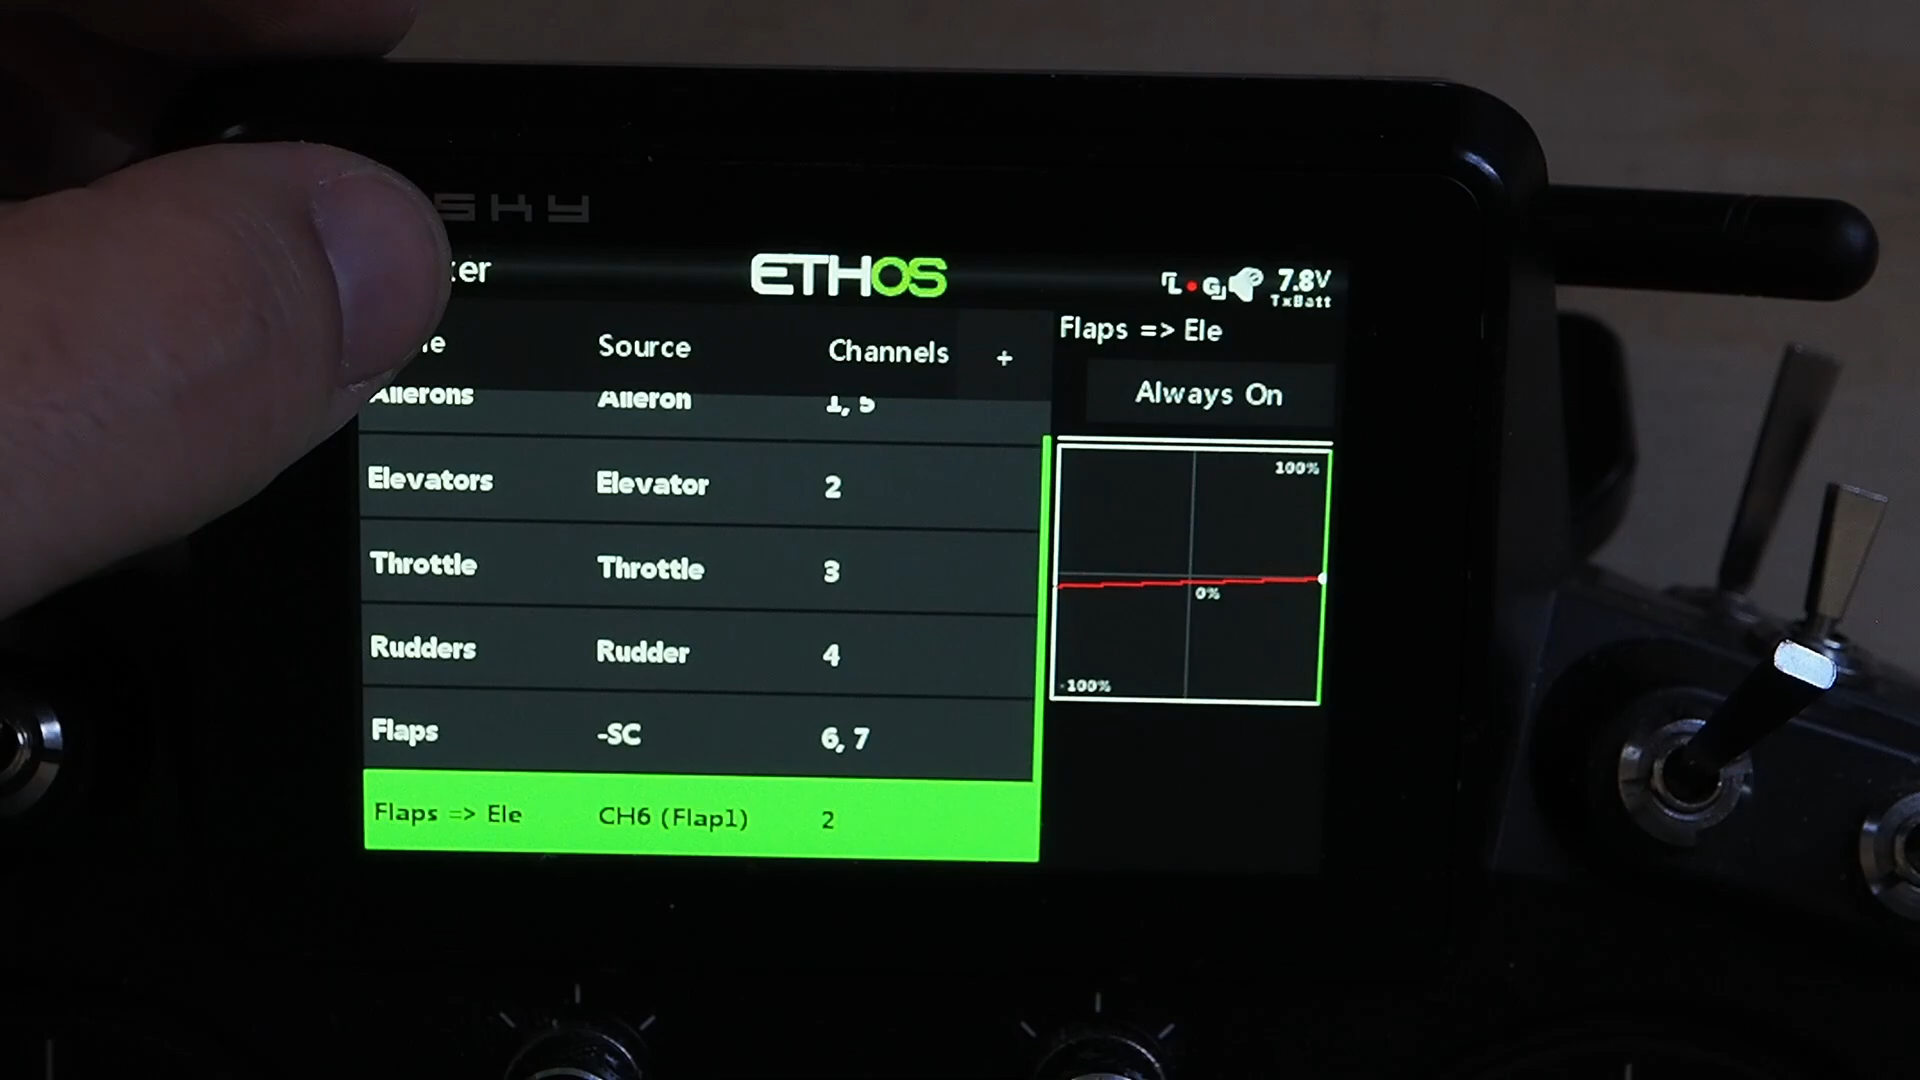 SKY
ETHOS
7.8V
TxBatt
Source Channels +
Ailerons Aileron 1, 5
Elevators Elevator 2
Throttle Throttle 3
Rudders Rudder 4
Flaps -SC 6, 7
Flaps => Ele CH6 (Flap1) 2
Flaps => Ele
Always On
100%
0%
-100%